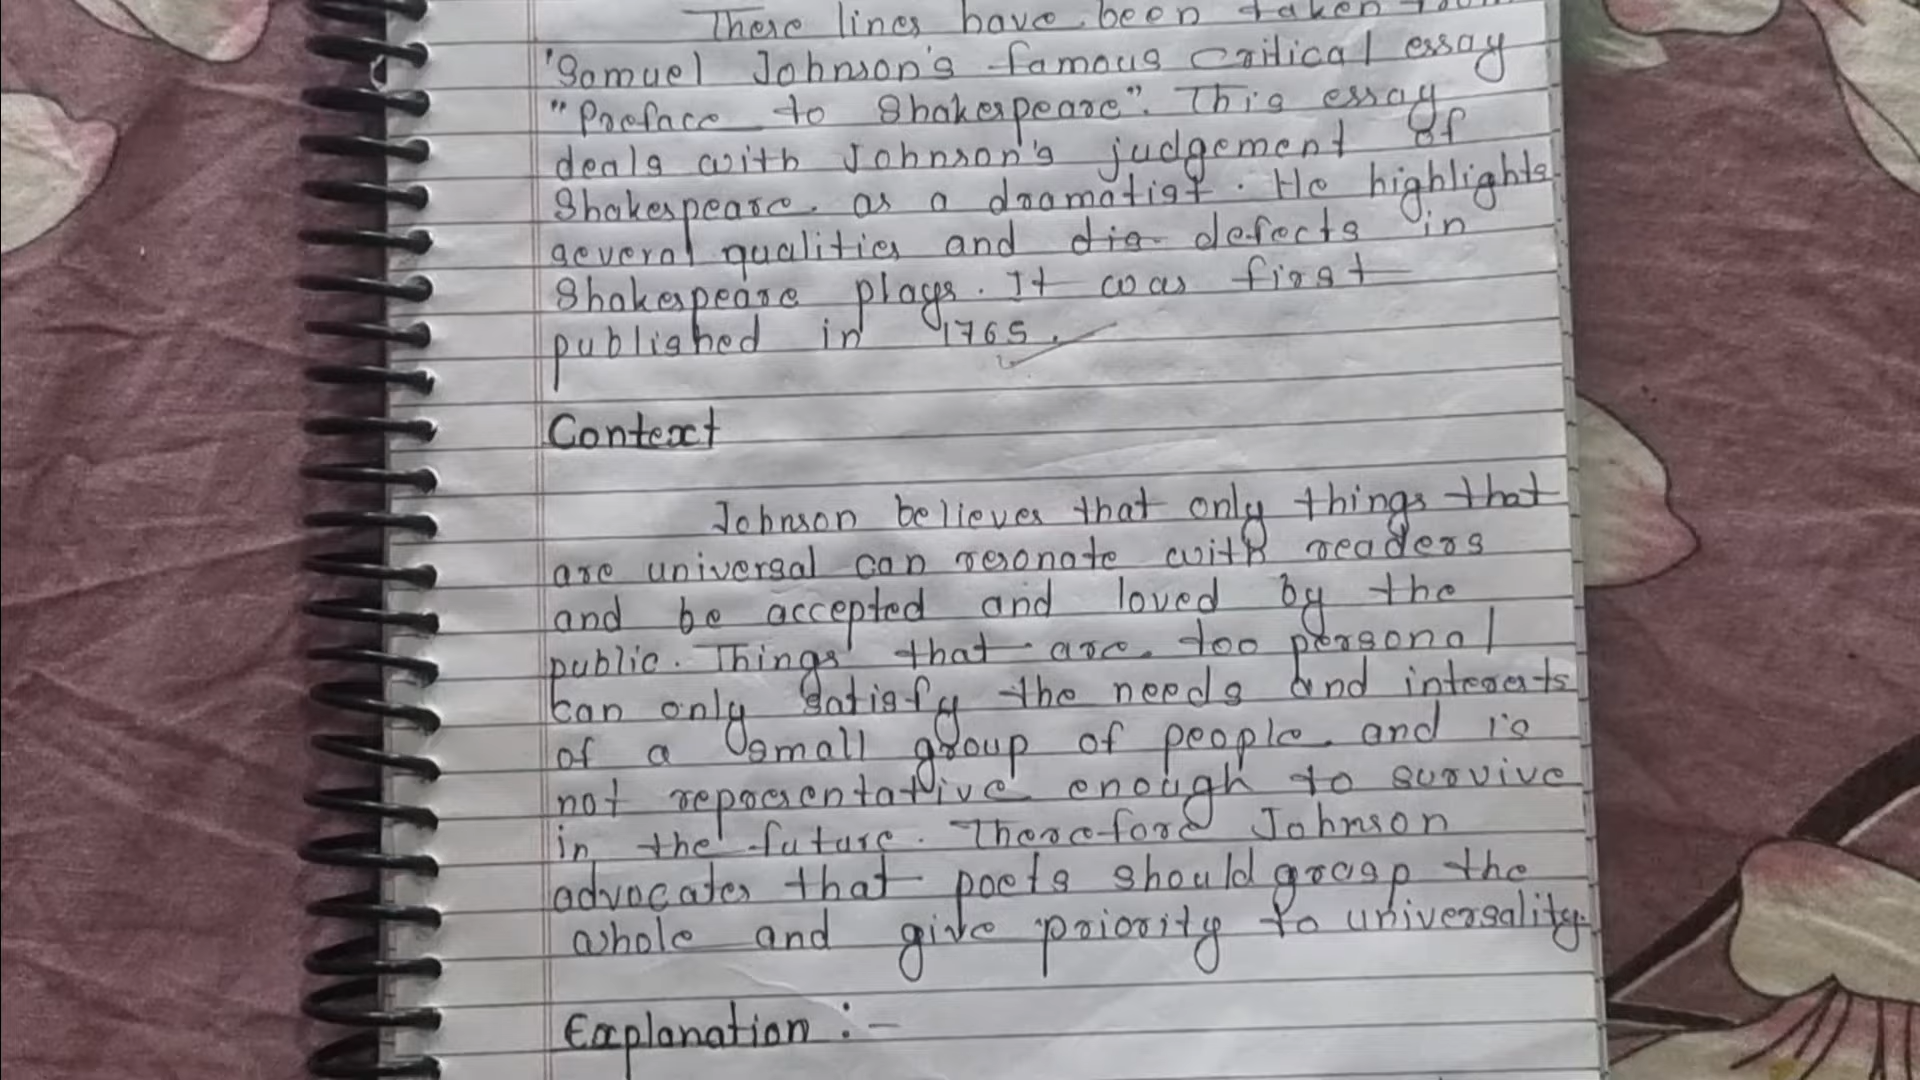 These lines have been taken from
'Samuel Johnson's famous critical essay
"Preface to Shakespeare". This essay
deals with Johnson's judgement of
Shakespeare as a dramatist. He highlights
several qualities and dis defects in
Shakespeare plays. It was first
published in 1765.
Context
Johnson believes that only things that
are universal can resonate with readers
and be accepted and loved by the
public. Things that are too personal
can only satisfy the needs and interests
of a small group of people and is
not representative enough to survive
in the future. Therefore Johnson
advocates that poets should grasp the
whole and give priority to universality.
Explanation :-